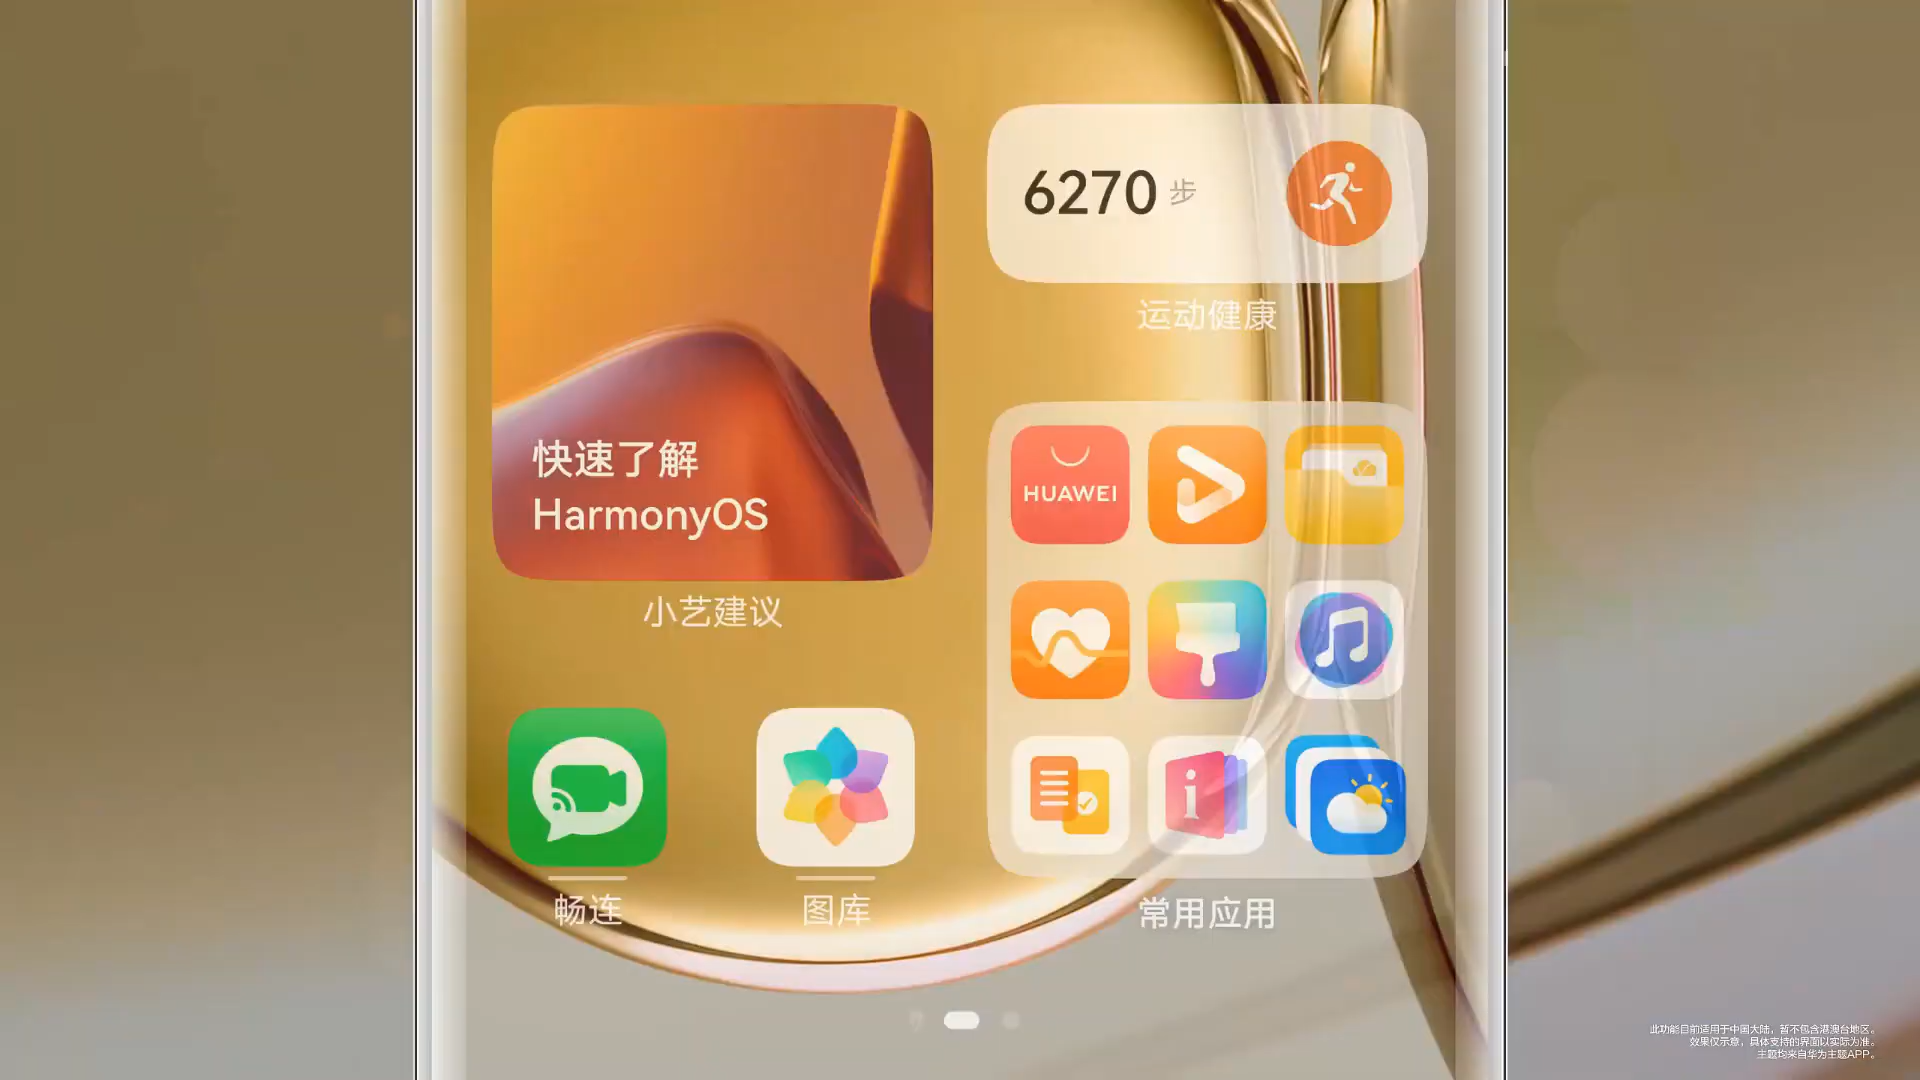 快速了解
HarmonyOS
小艺建议
6270 步
运动健康
HUAWEI
畅连
图库
常用应用
此功能目前适用于中国大陆，暂不包含港澳台地区。
效果仅示意，具体支持的界面以实际为准。
主题均来自华为主题APP。